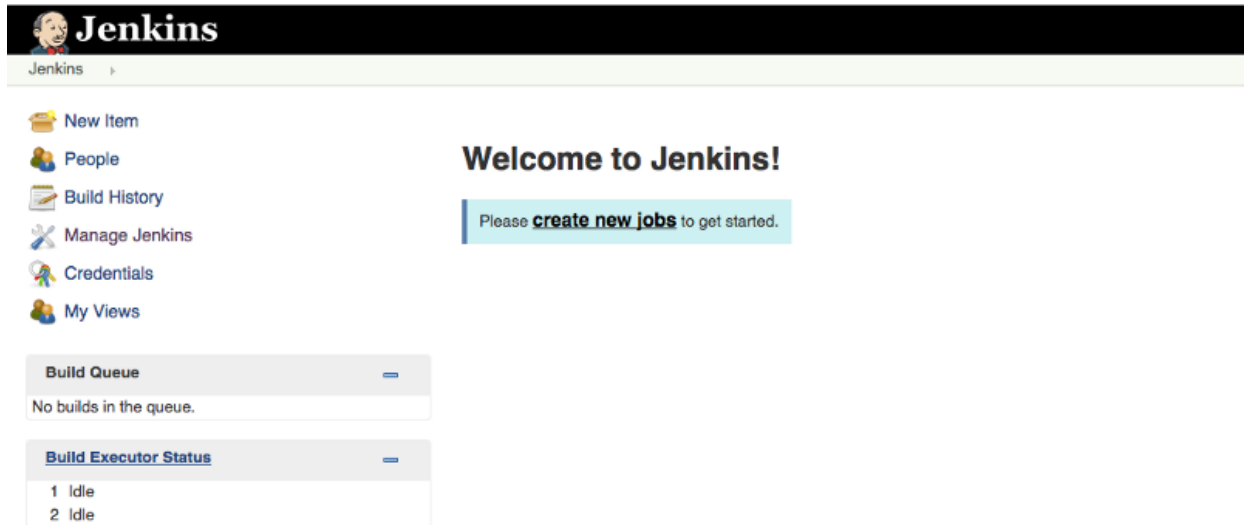 Jenkins
Jenkins
New Item
People
Build History
Manage Jenkins
Credentials
My Views
Build Queue
No builds in the queue.
Build Executor Status
1 Idle
2 Idle
Welcome to Jenkins!
Please create new jobs to get started.